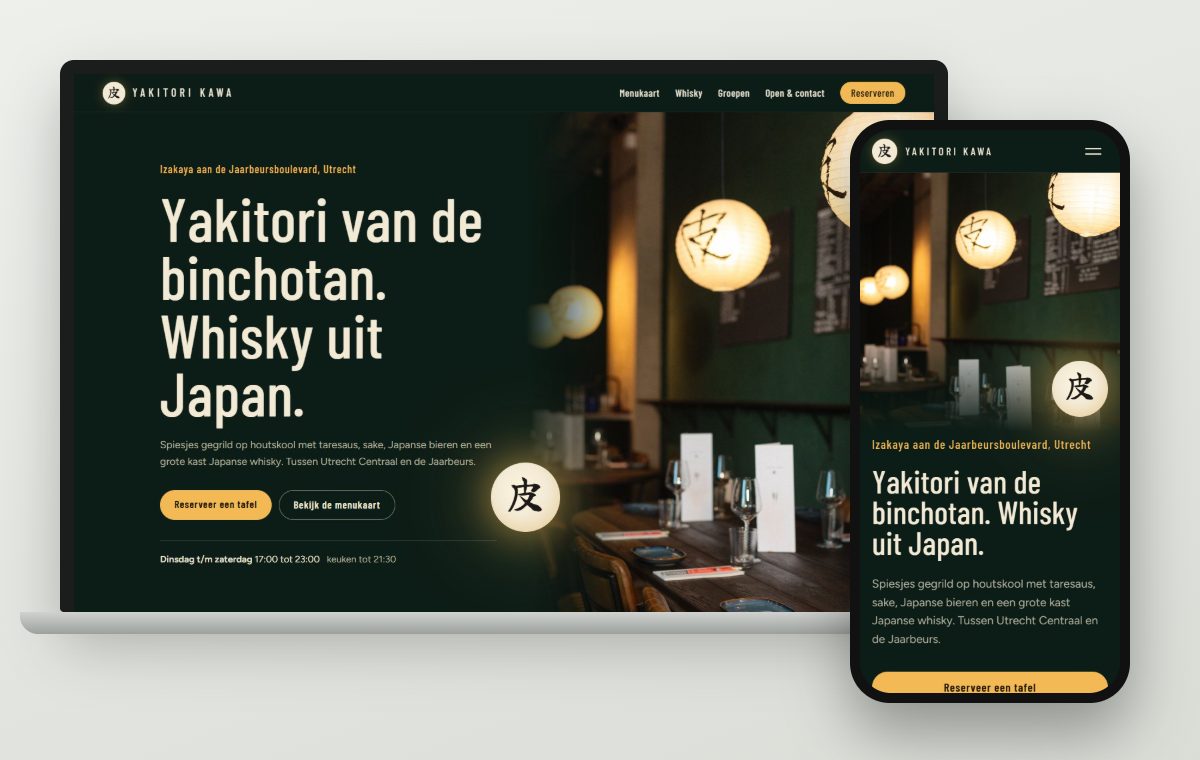 皮 YAKITORI KAWA
Menukaart Whisky Groepen Open & contact Reserveren
Izakaya aan de Jaarbeursboulevard, Utrecht
Yakitori van de
binchotan.
Whisky uit
Japan.
Spiesjes gegrild op houtskool met taresaus, sake, Japanse bieren en een
grote kast Japanse whisky. Tussen Utrecht Centraal en de Jaarbeurs.
Reserveer een tafel Bekijk de menukaart
Dinsdag t/m zaterdag 17:00 tot 23:00 keuken tot 21:30
皮
皮
皮 YAKITORI KAWA
皮
皮
Izakaya aan de Jaarbeursboulevard, Utrecht
Yakitori van de
binchotan. Whisky
uit Japan.
Spiesjes gegrild op houtskool met taresaus,
sake, Japanse bieren en een grote kast
Japanse whisky. Tussen Utrecht Centraal en
de Jaarbeurs.
Reserveer een tafel